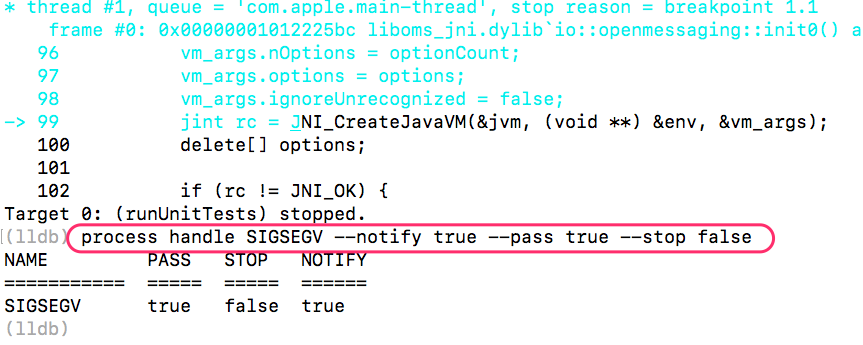 * thread #1, queue = 'com.apple.main-thread', stop reason = breakpoint 1.1
frame #0: 0x00000001012225bc liboms_jni.dylib`io::openmessaging::init0() a
96 vm_args.nOptions = optionCount;
97 vm_args.options = options;
98 vm_args.ignoreUnrecognized = false;
-> 99 jint rc = JNI_CreateJavaVM(&jvm, (void **) &env, &vm_args);
100 delete[] options;
101
102 if (rc != JNI_OK) {
Target 0: (runUnitTests) stopped.
(lldb) process handle SIGSEGV --notify true --pass true --stop false
NAME PASS STOP NOTIFY
=========== ===== ===== ======
SIGSEGV true false true
(lldb)